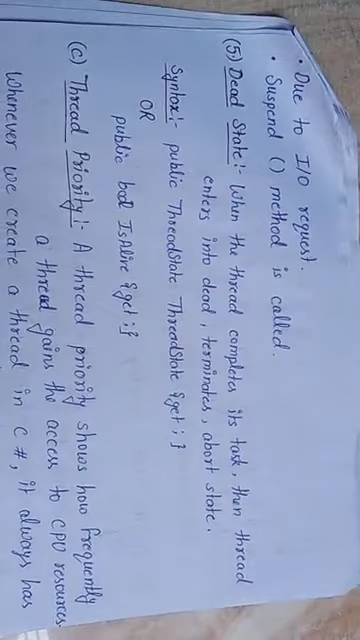 • Due to I/O request.
• Suspend () method is called.
(5) Dead State:- When the thread completes its task, then thread
enters into dead, terminates, abort state.
Syntax:- public ThreadState ThreadState {get;}
OR
public bool IsAlive {get;}
(c) Thread Priority:- A thread priority shows how frequently
a thread gains the access to CPU resources.
Whenever we create a thread in C#, it always has